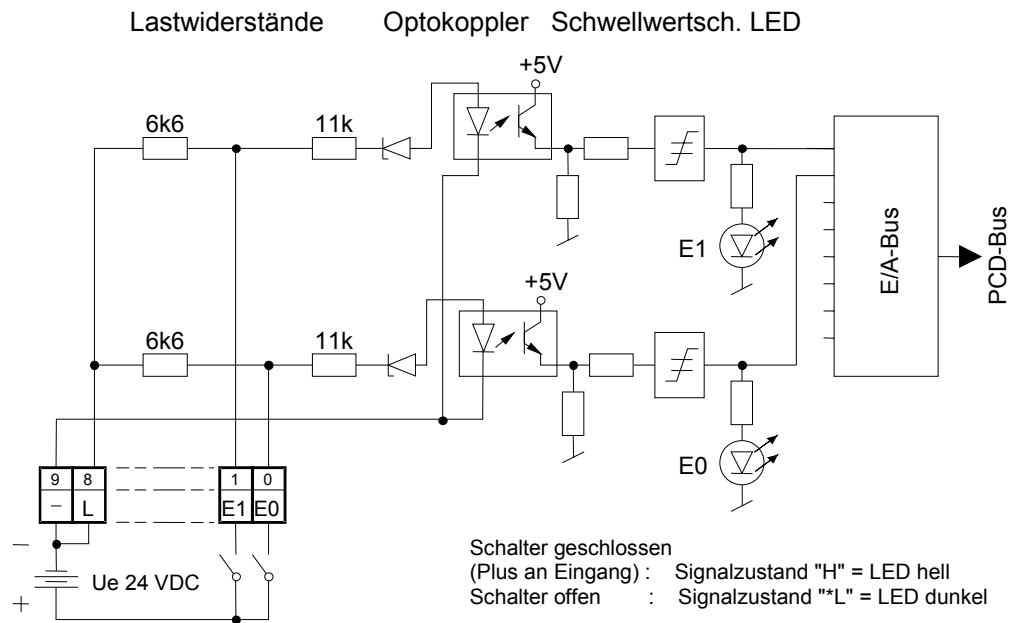 Lastwiderstände Optokoppler Schwellwertsch. LED
+5V
6k6 11k
E1
E/A-Bus
PCD-Bus
+5V
6k6 11k
E0
9 8 1 0
– L E1 E0
–
Ue 24 VDC
+
Schalter geschlossen
(Plus an Eingang) : Signalzustand "H" = LED hell
Schalter offen : Signalzustand "*L" = LED dunkel